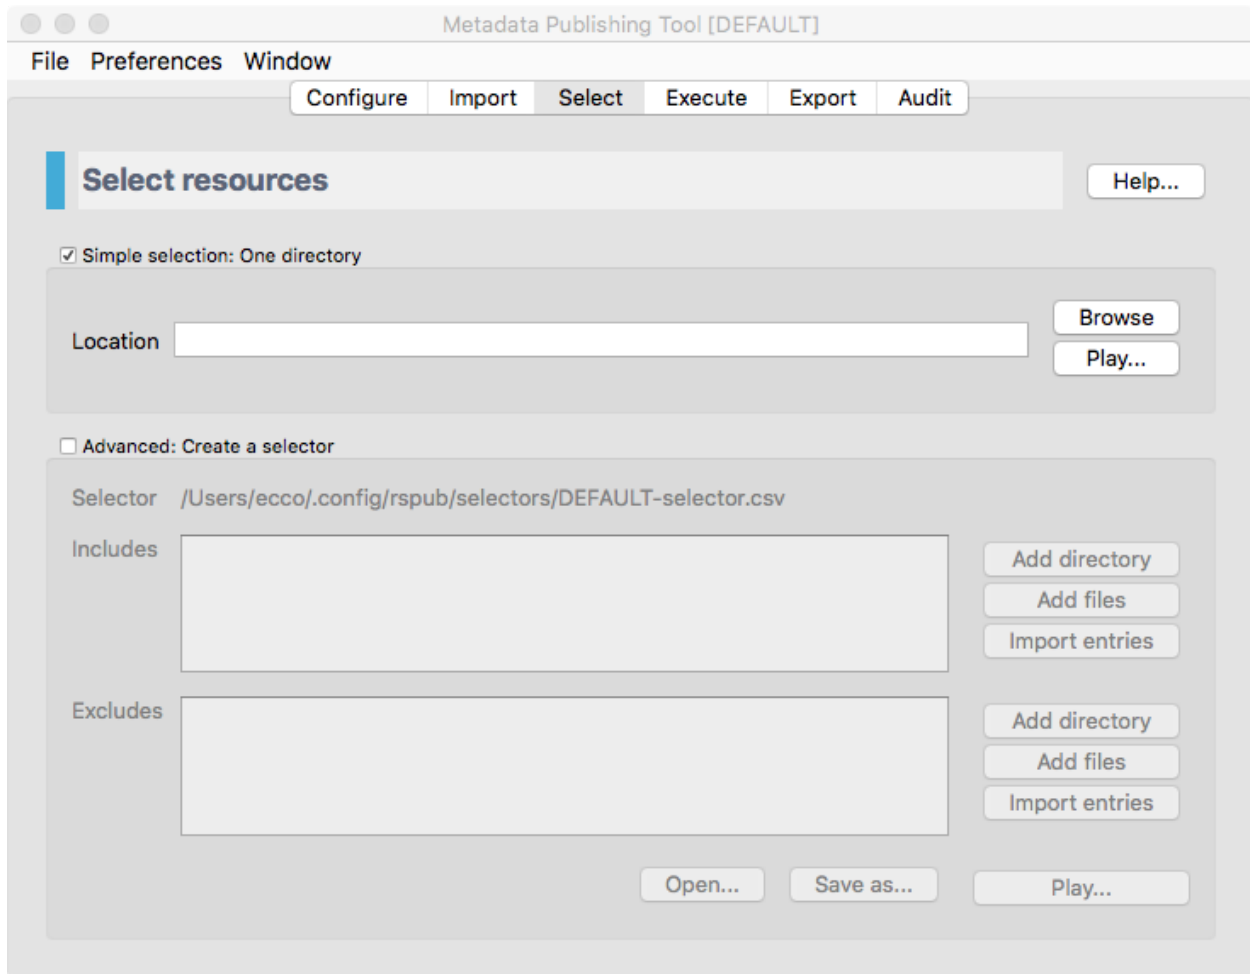 Metadata Publishing Tool [DEFAULT]
File Preferences Window
Configure Import Select Execute Export Audit
Select resources
Help...
Simple selection: One directory
Location
Browse
Play...
Advanced: Create a selector
Selector /Users/ecco/.config/rspub/selectors/DEFAULT-selector.csv
Includes
Add directory
Add files
Import entries
Excludes
Add directory
Add files
Import entries
Open... Save as... Play...